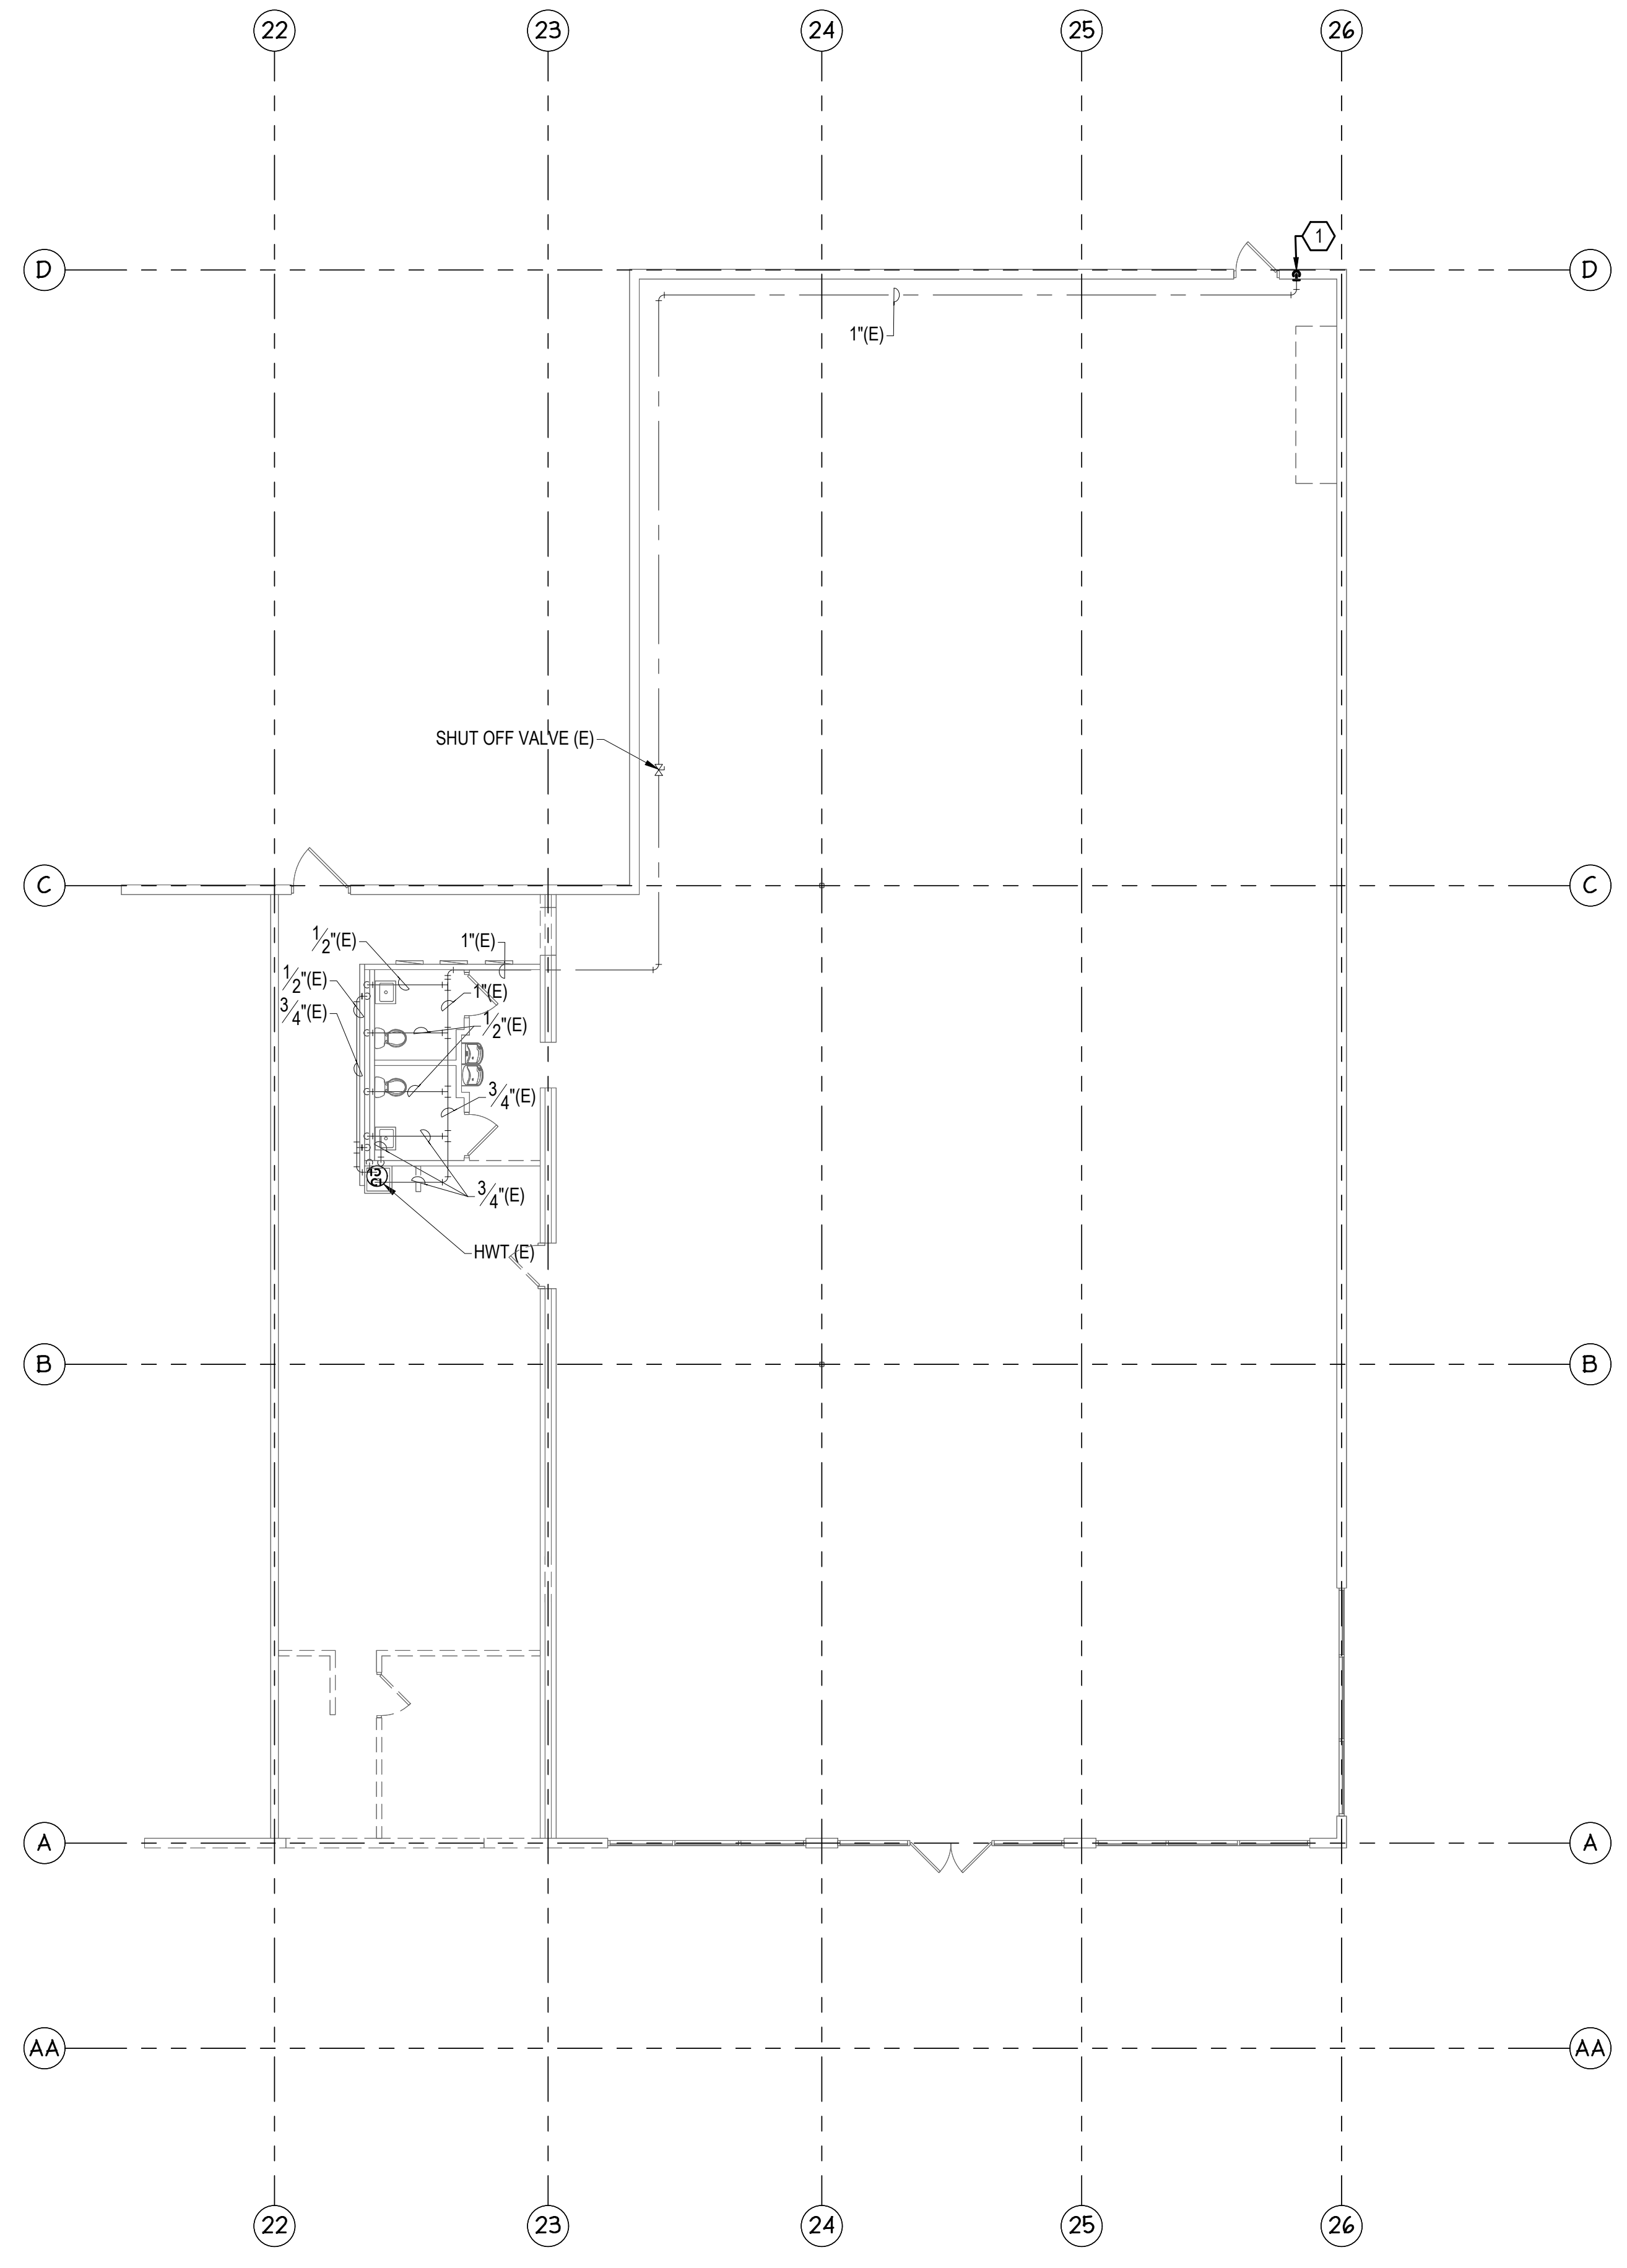 22
23
24
25
26
1
D
D
1"(E)
SHUT OFF VALVE (E)
C
C
1/2"(E)
1"(E)
1/2"(E)
1"(E)
3/4"(E)
1/2"(E)
3/4"(E)
3/4"(E)
HWT (E)
B
B
A
A
AA
AA
22
23
24
25
26